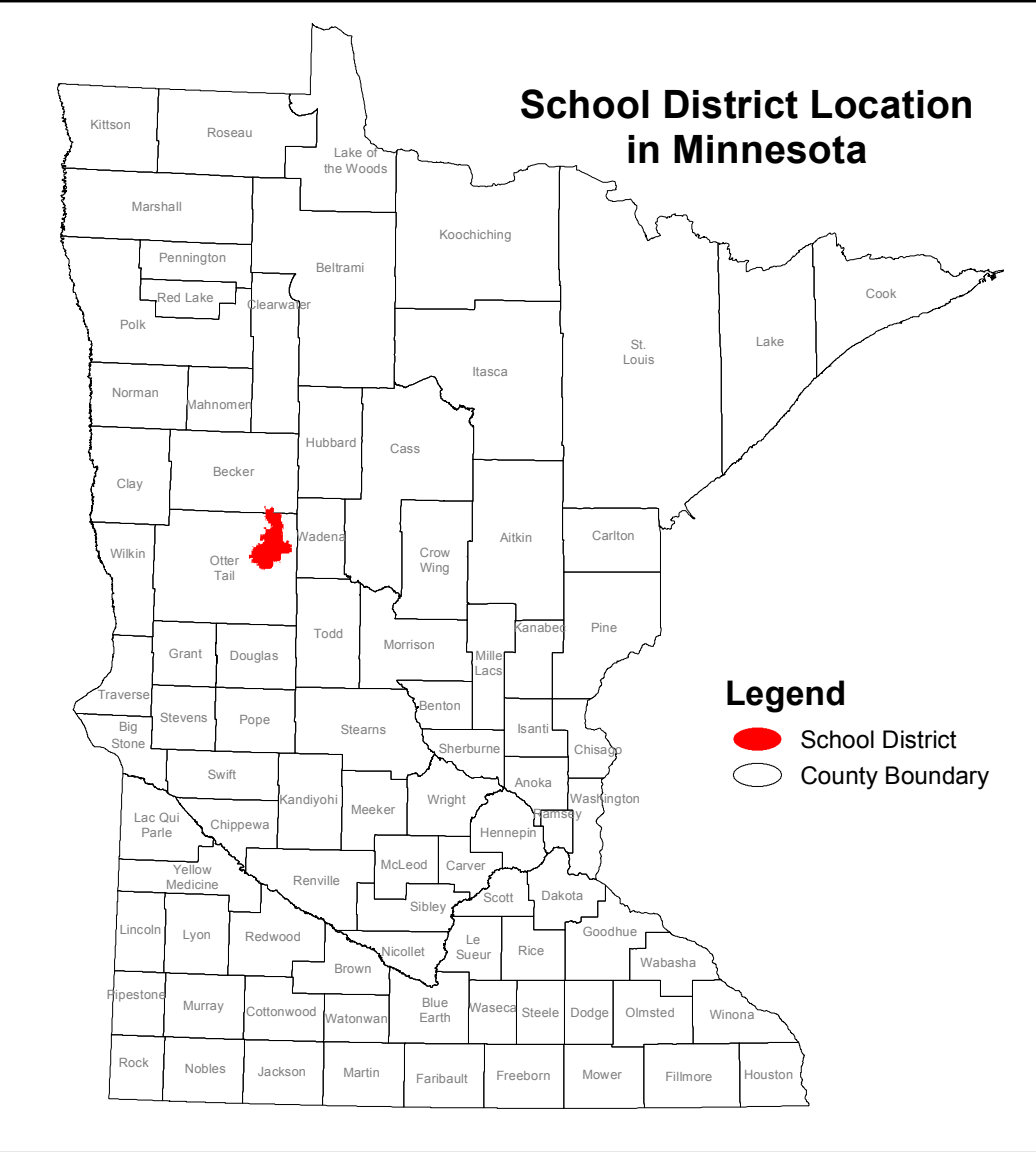 School District Location
in Minnesota
Kittson
Roseau
Lake of
the Woods
Marshall
Koochiching
Pennington
Beltrami
Red Lake
Clearwater
Cook
Polk
St.
Louis
Lake
Itasca
Norman
Mahnomen
Hubbard
Cass
Becker
Clay
Wadena
Aitkin
Carlton
Wilkin
Otter
Tail
Crow
Wing
Todd
Kanabec
Pine
Morrison
Grant
Douglas
Mille
Lacs
Traverse
Benton
Legend
Stevens
Pope
Stearns
Isanti
Big
Stone
Sherburne
Chisago
School District
County Boundary
Swift
Anoka
Kandiyohi
Meeker
Wright
Washington
Ramsey
Lac Qui
Parle
Chippewa
Hennepin
McLeod
Carver
Yellow
Medicine
Renville
Sibley
Scott
Dakota
Lincoln
Lyon
Redwood
Nicollet
Le
Sueur
Rice
Goodhue
Brown
Wabasha
Pipestone
Murray
Cottonwood
Watonwan
Blue
Earth
Waseca
Steele
Dodge
Olmsted
Winona
Rock
Nobles
Jackson
Martin
Faribault
Freeborn
Mower
Fillmore
Houston